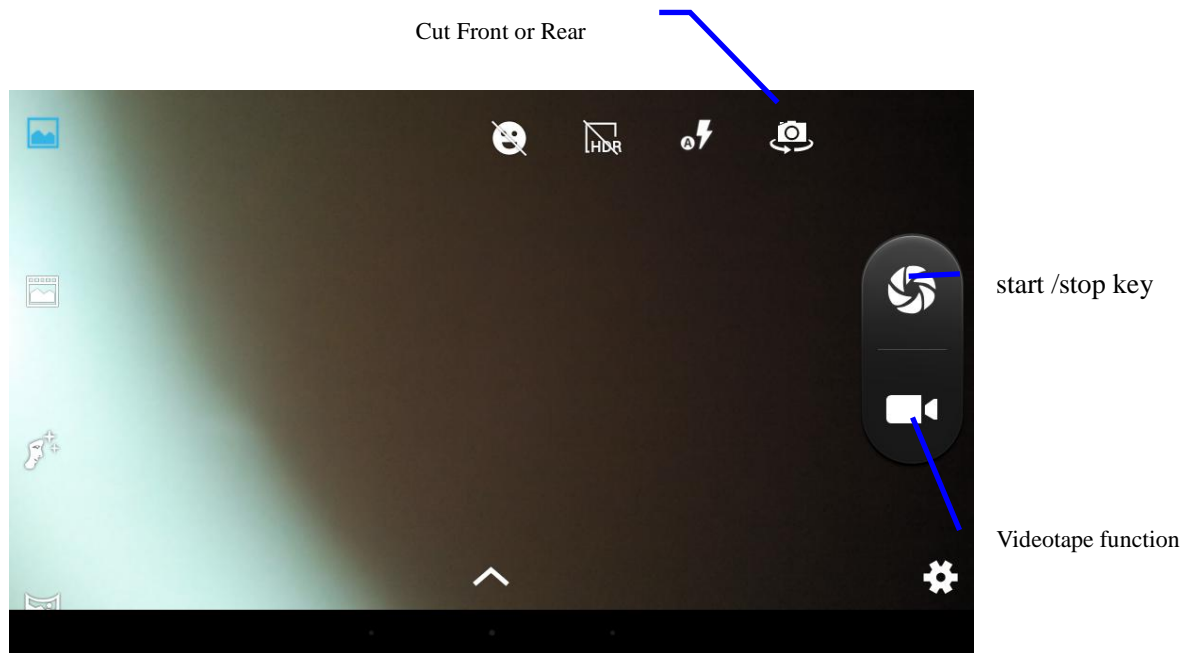 Cut Front or Rear
HDR
A
start /stop key
Videotape function